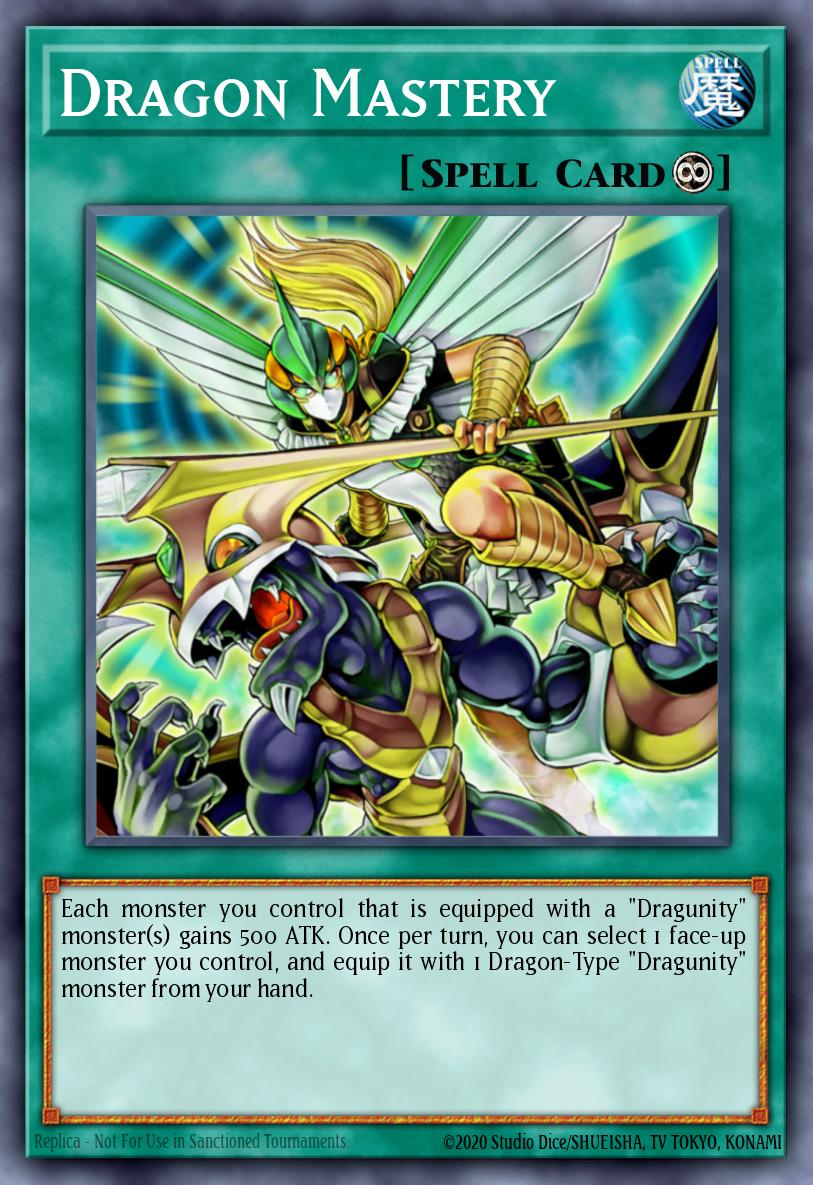 Dragon Mastery
SPELL
魔
[Spell Card♾]
Each monster you control that is equipped with a "Dragunity"
monster(s) gains 500 ATK. Once per turn, you can select 1 face-up
monster you control, and equip it with 1 Dragon-Type "Dragunity"
monster from your hand.
Replica - Not For Use in Sanctioned Tournaments.
©2020 Studio Dice/SHUEISHA, TV TOKYO, KONAMI